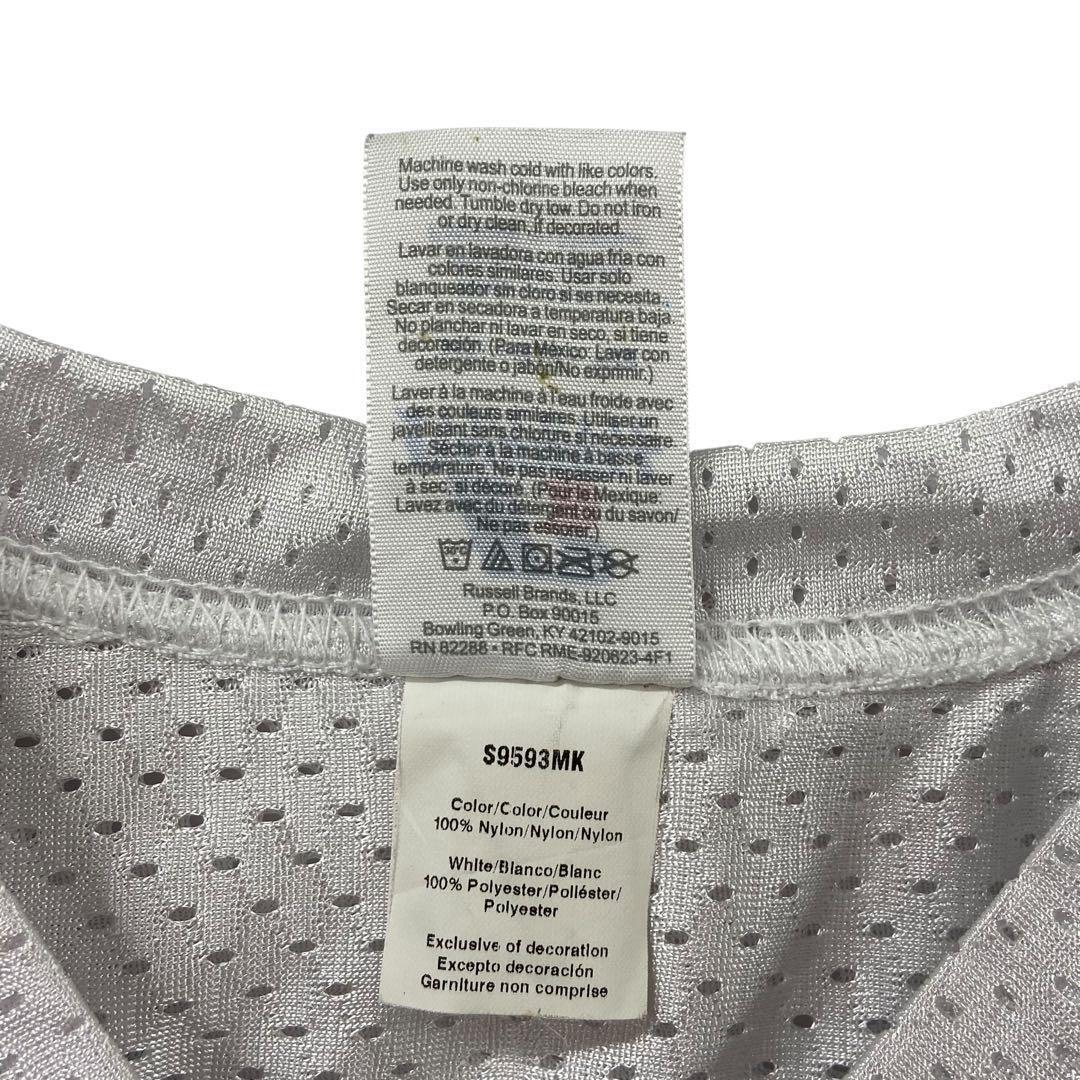 Machine wash cold with like colors.
Use only non-chlorine bleach when
needed. Tumble dry low. Do not iron
or dry clean, if decorated.
Lavar en lavadora con agua fria con
colores similares. Usar solo
blanqueador sin cloro si se necesita.
Secar en secadora a temperatura baja.
No planchar ni lavar en seco, si tiene
decoración. (Para México: Lavar con
detergente o jabón/No exprimir.)
Laver à la machine à l'eau froide avec
des couleurs similaires. Utiliser un
javellisant sans chlorure si nécessaire.
Sécher à la machine à basse
température. Ne pas repasser ni laver
à sec, si décoré. (Pour le Mexique:
Lavez avec du détergent ou du savon/
Ne pas essorer.)
30°C
Russell Brands, LLC
P.O. Box 90015
Bowling Green, KY 42102-9015
RN 82288 • RFC RME-920623-4F1
S9593MK
Color/Color/Couleur
100% Nylon/Nylon/Nylon
White/Blanco/Blanc
100% Polyester/Poliéster/
Polyester
Exclusive of decoration
Excepto decoración
Garniture non comprise